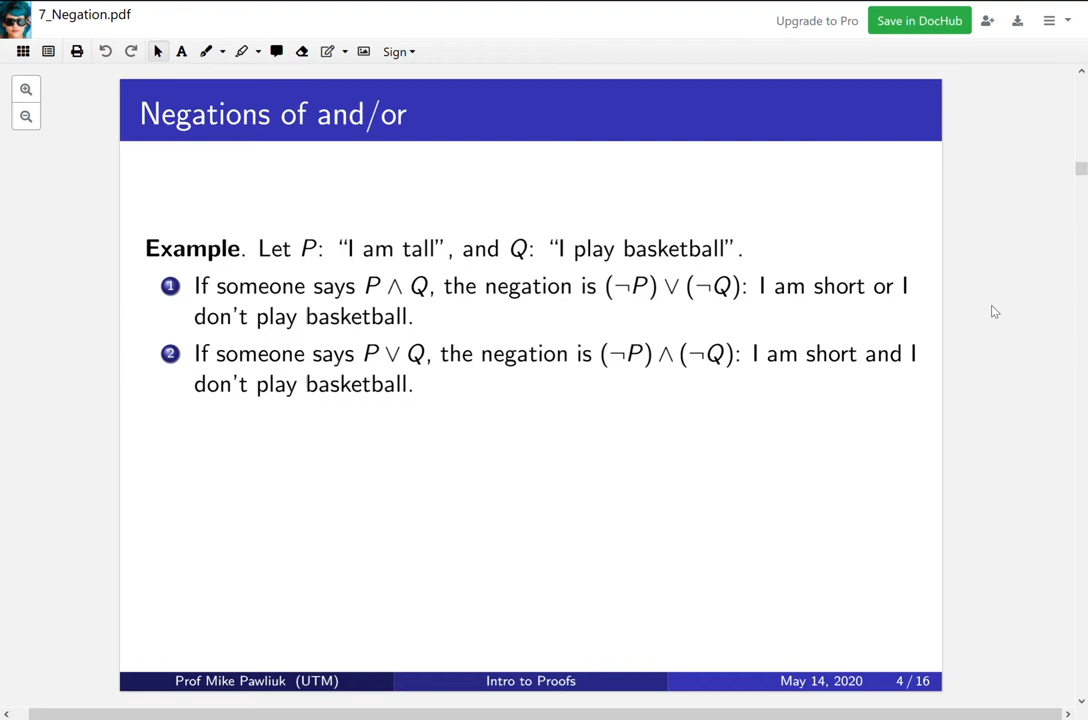 7_Negation.pdf
Upgrade to Pro
Save in DocHub
A
Sign
Negations of and/or
Example. Let P: “I am tall”, and Q: “I play basketball”.
1 If someone says P ∧ Q, the negation is (¬P) ∨ (¬Q): I am short or I
don't play basketball.
2 If someone says P ∨ Q, the negation is (¬P) ∧ (¬Q): I am short and I
don't play basketball.
Prof Mike Pawliuk (UTM) Intro to Proofs May 14, 2020 4 / 16